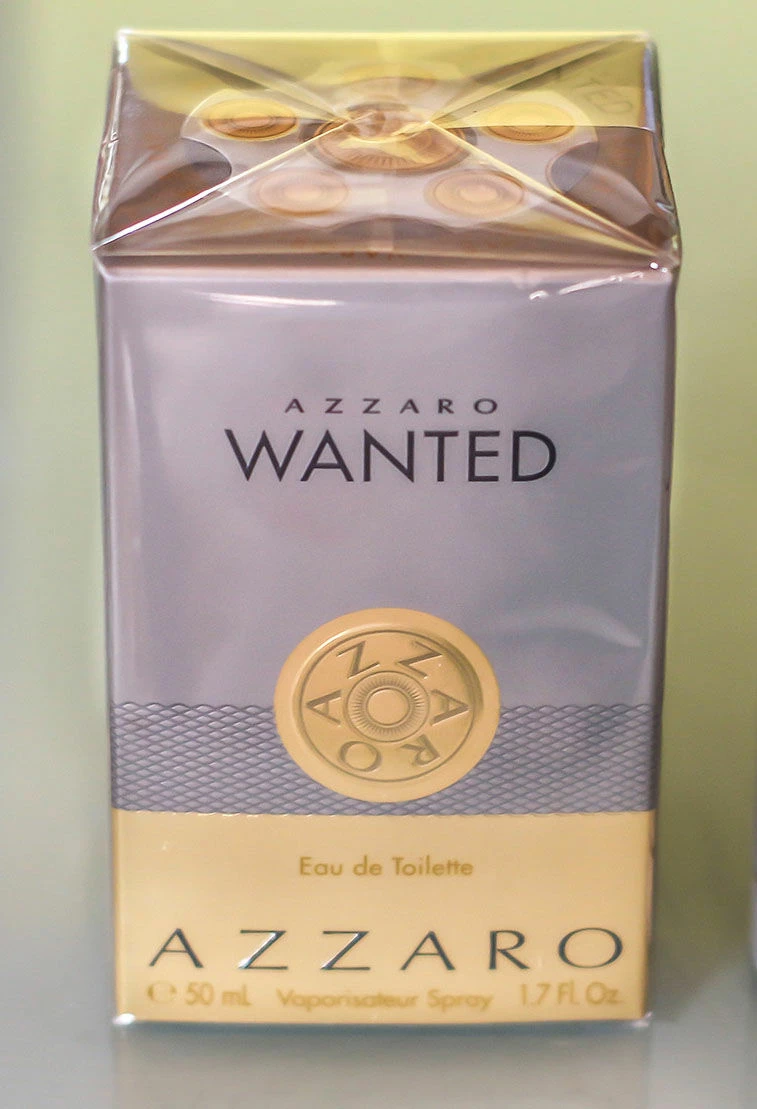 AZZARO
WANTED
AZZARO
Eau de Toilette
AZZARO
℮ 50 mL Vaporisateur Spray 1.7 Fl. Oz.